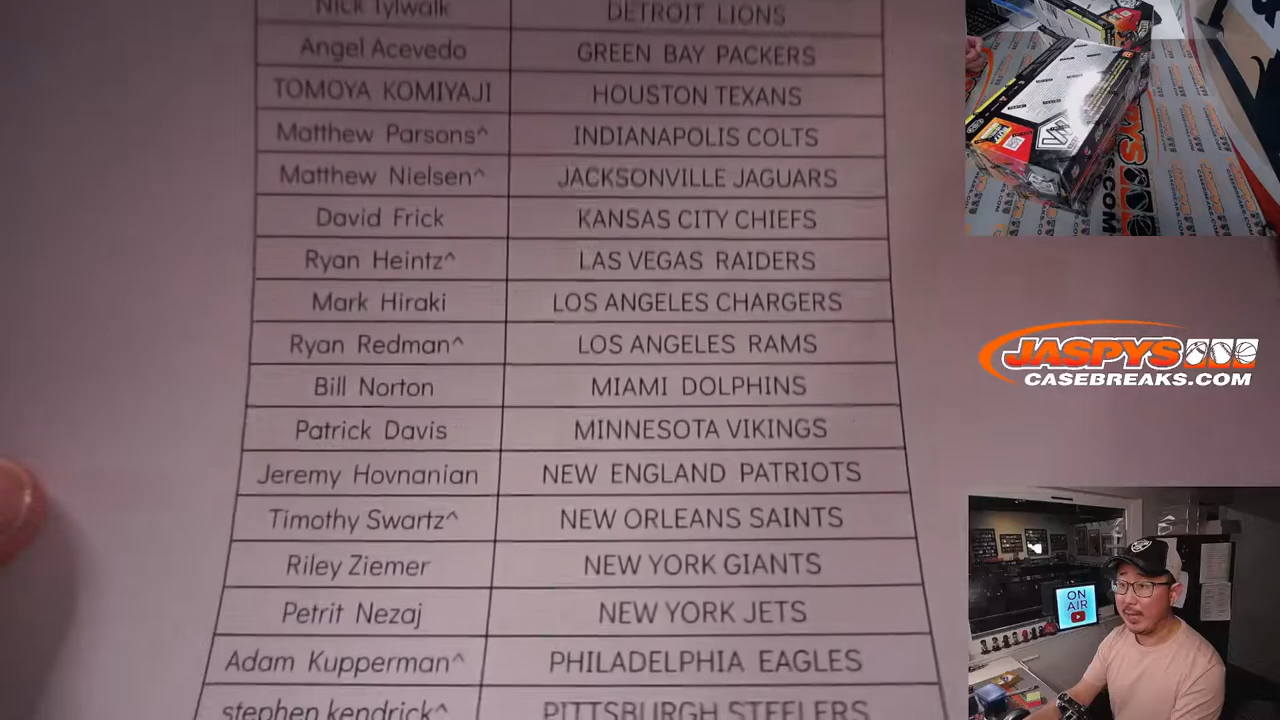 Nick Tylwalk DETROIT LIONS
Angel Acevedo GREEN BAY PACKERS
TOMOYA KOMIYAJI HOUSTON TEXANS
Matthew Parsons^ INDIANAPOLIS COLTS
Matthew Nielsen^ JACKSONVILLE JAGUARS
David Frick KANSAS CITY CHIEFS
Ryan Heintz^ LAS VEGAS RAIDERS
Mark Hiraki LOS ANGELES CHARGERS
Ryan Redman^ LOS ANGELES RAMS
Bill Norton MIAMI DOLPHINS
Patrick Davis MINNESOTA VIKINGS
Jeremy Hovnanian NEW ENGLAND PATRIOTS
Timothy Swartz^ NEW ORLEANS SAINTS
Riley Ziemer NEW YORK GIANTS
Petrit Nezaj NEW YORK JETS
Adam Kupperman^ PHILADELPHIA EAGLES
stephen kendrick^ PITTSBURGH STEELERS
JASPYS
CASEBREAKS.COM
ON
AIR